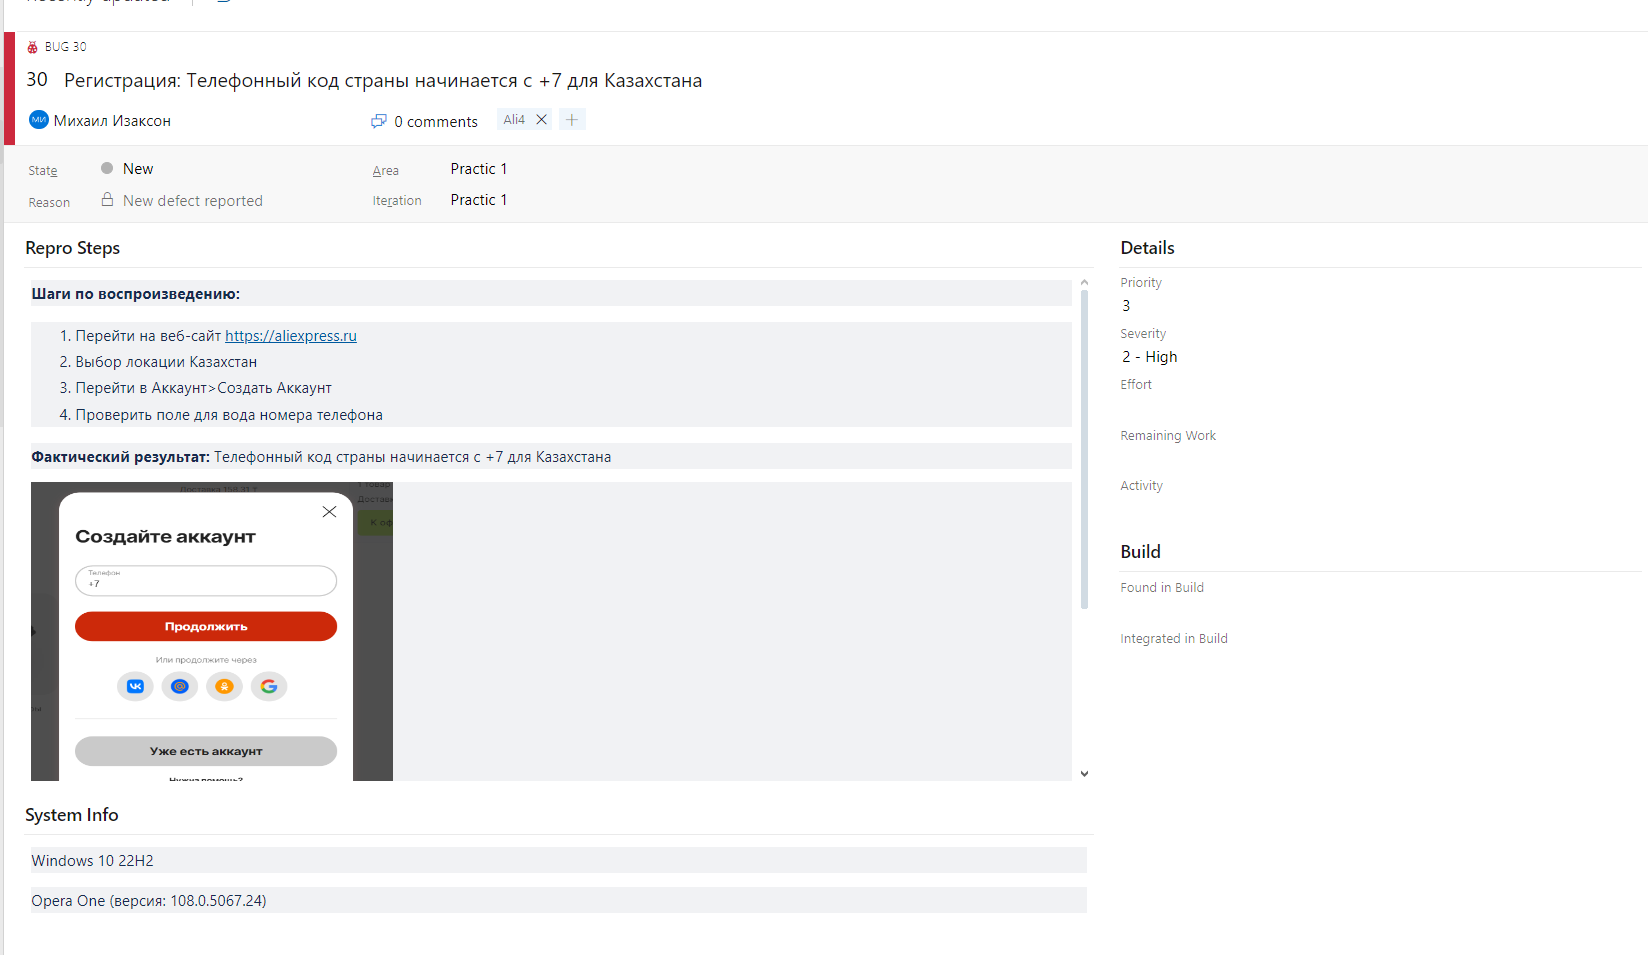 Recently updated
BUG 30
30 Регистрация: Телефонный код страны начинается с +7 для Казахстана
МИ Михаил Изаксон
0 comments
Ali4
State New
Area Practic 1
Reason New defect reported
Iteration Practic 1
Repro Steps
Шаги по воспроизведению:
1. Перейти на веб-сайт https://aliexpress.ru
2. Выбор локации Казахстан
3. Перейти в Аккаунт>Создать Аккаунт
4. Проверить поле для вода номера телефона
Фактический результат: Телефонный код страны начинается с +7 для Казахстана
1 товар
К оф
Создайте аккаунт
Телефон
+7
Продолжить
Или продолжите через
Уже есть аккаунт
Нужна помощь?
System Info
Windows 10 22H2
Opera One (версия: 108.0.5067.24)
Details
Priority
3
Severity
2 - High
Effort
Remaining Work
Activity
Build
Found in Build
Integrated in Build